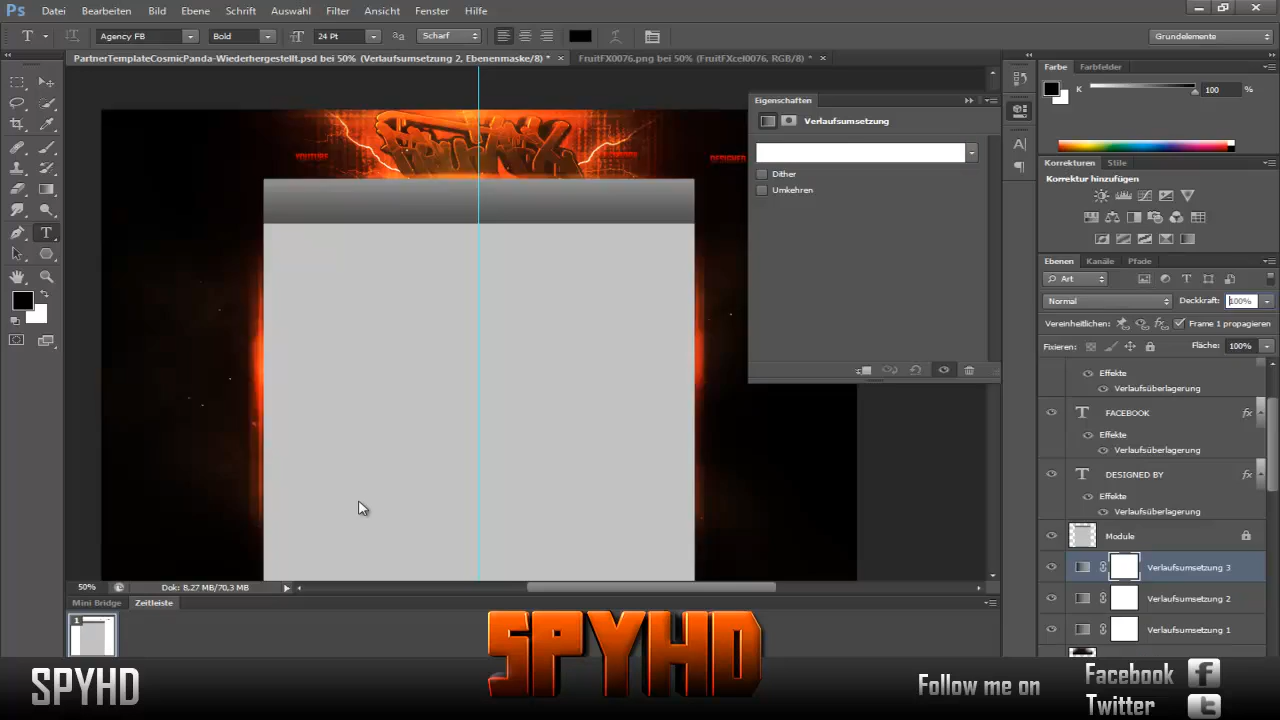 Ps Datei Bearbeiten Bild Ebene Schrift Auswahl Filter Ansicht Fenster Hilfe
T Agency FB Bold 24 Pt Scharf Grundelemente
PartnerTemplateCosmicPanda-Wiederhergestellt.psd bei 50% (Verlaufsumsetzung 2, Ebenenmaske/8) * × FruitFX0076.png bei 50% (FruitFXcel0076, RGB/8) * ×
Farbe Farbfelder
K 100 %
Eigenschaften
Verlaufsumsetzung
Dither
Umkehren
YOUTUBE
DESIGNED
Korrekturen Stile
Korrektur hinzufügen
Ebenen Kanäle Pfade
Art
Normal Deckkraft: 100%
Vereinheitlichen: Frame 1 propagieren
Fixieren: Fläche: 100%
Effekte
Verlaufsüberlagerung
FACEBOOK fx
Effekte
Verlaufsüberlagerung
DESIGNED BY fx
Effekte
Verlaufsüberlagerung
Module
Verlaufsumsetzung 3
Verlaufsumsetzung 2
Verlaufsumsetzung 1
50% Dok: 8,27 MB/70,3 MB
Mini Bridge Zeitleiste
1
SPYHD
SPYHD
Follow me on
Facebook
Twitter